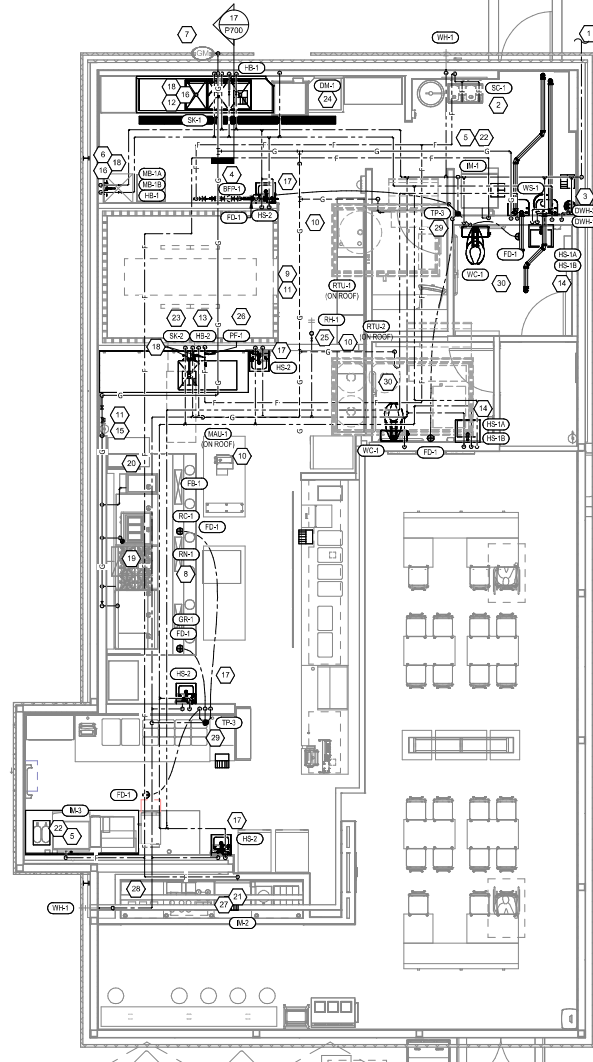 17
P700
7
GM
WH-1
1
HB-1
18
16
12
DM-1
24
SC-1
2
SK-1
5
22
6
18
16
MB-1A
MB-1B
HB-1
4
BFP-1
17
IM-1
WS-1
3
FD-1
HS-2
10
TP-3
29
FD-1
WC-1
30
HS-1A
HS-1B
14
9
11
RTU-1
(ON ROOF)
23
13
26
RH-1
RTU-2
(ON ROOF)
SK-2
HB-2
PF-1
25
10
18
17
HS-2
30
11
15
14
HS-1A
HS-1B
MAU-1
(ON ROOF)
WC-1
FD-1
10
20
FB-1
RC-1
FD-1
19
RN-1
8
GR-1
FD-1
HS-2
17
TP-3
29
FD-1
IM-3
22
5
17
HS-2
28
21
27
WH-1
IM-2